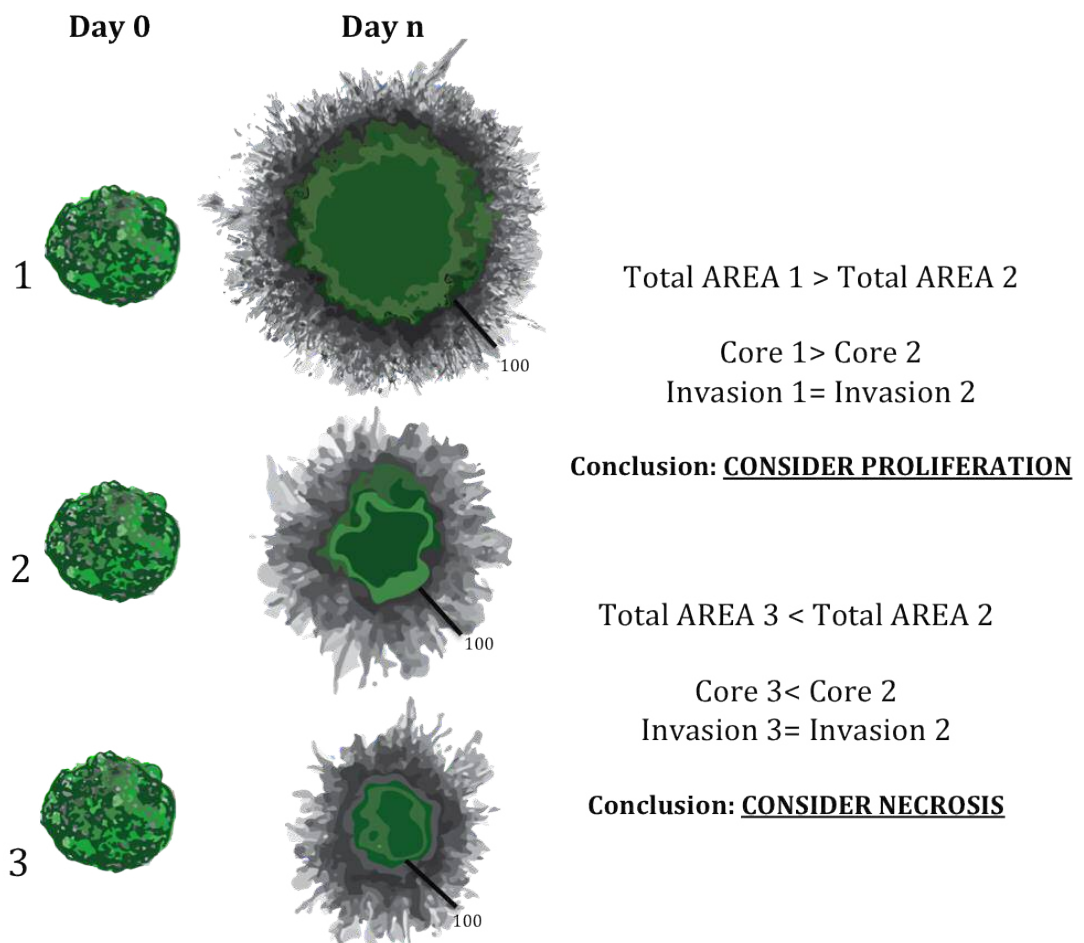 Day 0
Day n
1
100
Total AREA 1 > Total AREA 2
Core 1> Core 2
Invasion 1= Invasion 2
Conclusion: CONSIDER PROLIFERATION
2
100
Total AREA 3 < Total AREA 2
Core 3< Core 2
Invasion 3= Invasion 2
Conclusion: CONSIDER NECROSIS
3
100